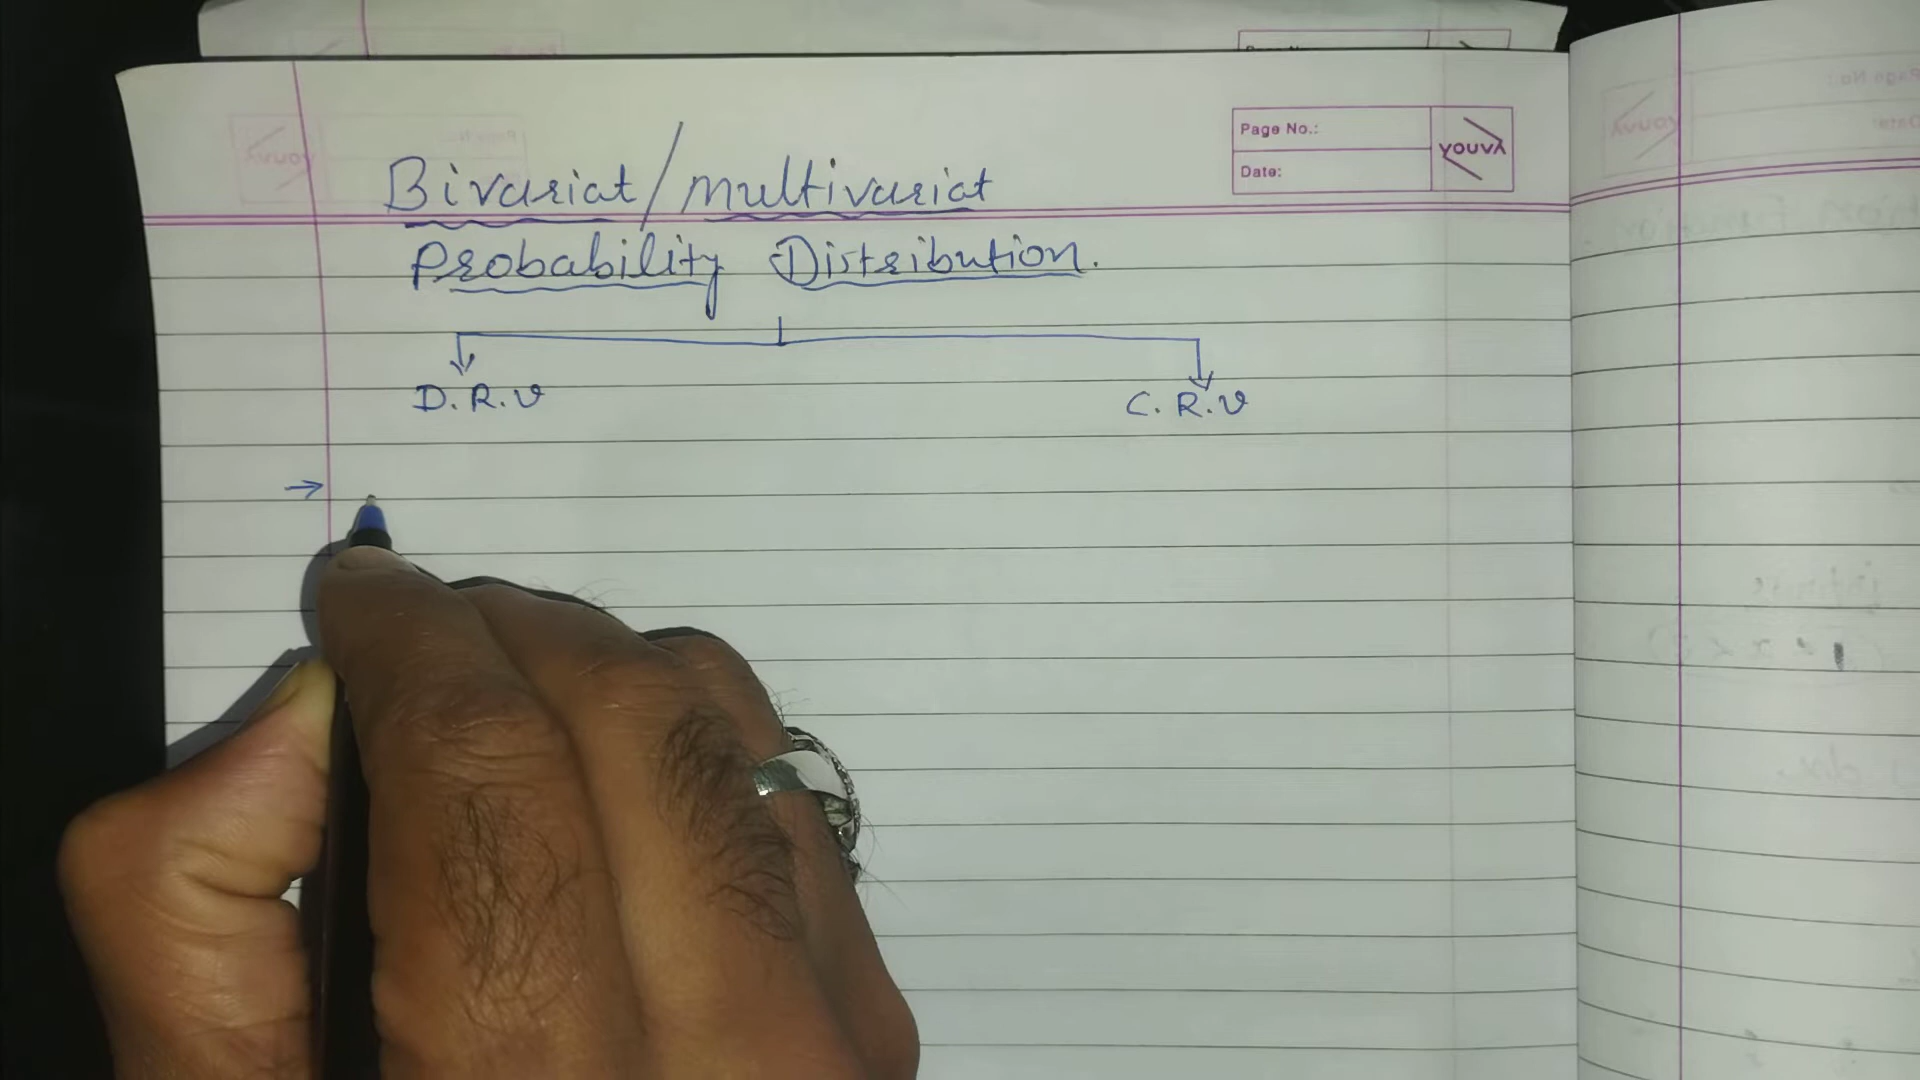 Page No.:
Date:
youva
Bivariat/multivariat
Probability Distribution.
D.R.v
C.R.v
→